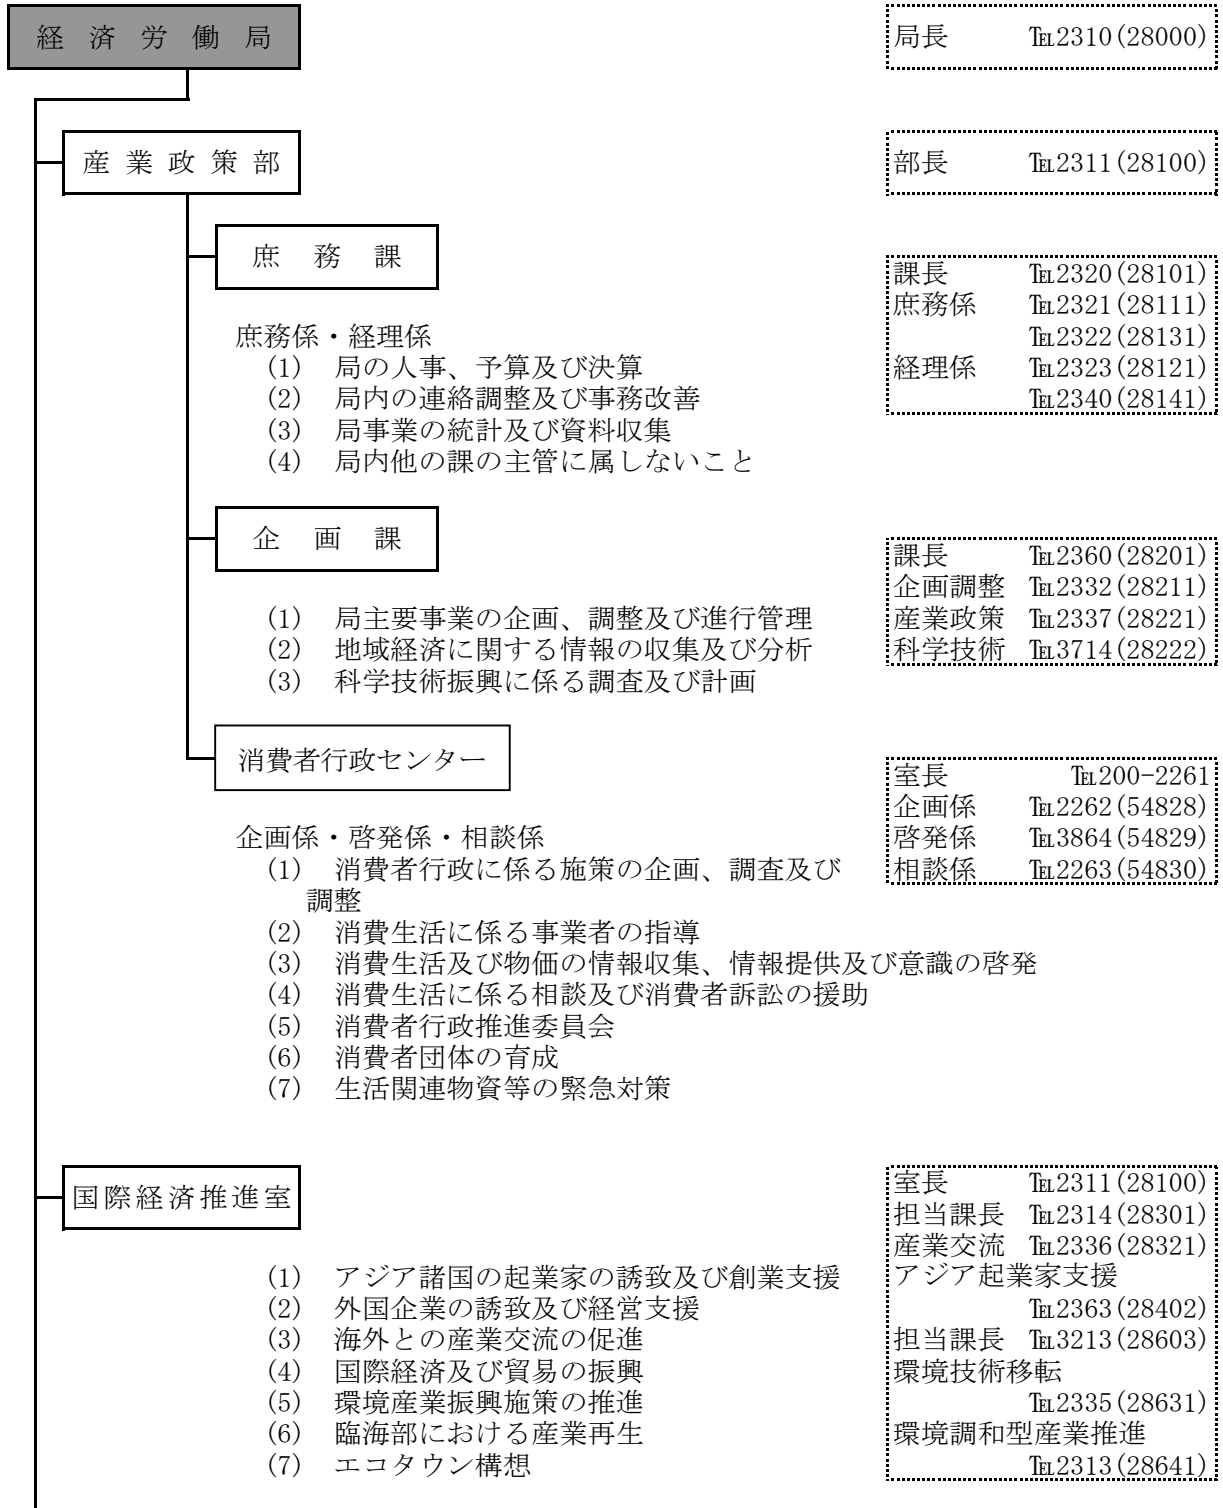 経済労働局
局長 ℡2310(28000)
産業政策部
部長 ℡2311(28100)
庶務課
課長 ℡2320(28101)
庶務係 ℡2321(28111)
℡2322(28131)
経理係 ℡2323(28121)
℡2340(28141)
庶務係・経理係
(1) 局の人事、予算及び決算
(2) 局内の連絡調整及び事務改善
(3) 局事業の統計及び資料収集
(4) 局内他の課の主管に属しないこと
企画課
課長 ℡2360(28201)
企画調整 ℡2332(28211)
産業政策 ℡2337(28221)
科学技術 ℡3714(28222)
(1) 局主要事業の企画、調整及び進行管理
(2) 地域経済に関する情報の収集及び分析
(3) 科学技術振興に係る調査及び計画
消費者行政センター
室長 ℡200-2261
企画係 ℡2262(54828)
啓発係 ℡3864(54829)
相談係 ℡2263(54830)
企画係・啓発係・相談係
(1) 消費者行政に係る施策の企画、調査及び
調整
(2) 消費生活に係る事業者の指導
(3) 消費生活及び物価の情報収集、情報提供及び意識の啓発
(4) 消費生活に係る相談及び消費者訴訟の援助
(5) 消費者行政推進委員会
(6) 消費者団体の育成
(7) 生活関連物資等の緊急対策
国際経済推進室
室長 ℡2311(28100)
担当課長 ℡2314(28301)
産業交流 ℡2336(28321)
アジア起業家支援
℡2363(28402)
担当課長 ℡3213(28603)
環境技術移転
℡2335(28631)
環境調和型産業推進
℡2313(28641)
(1) アジア諸国の起業家の誘致及び創業支援
(2) 外国企業の誘致及び経営支援
(3) 海外との産業交流の促進
(4) 国際経済及び貿易の振興
(5) 環境産業振興施策の推進
(6) 臨海部における産業再生
(7) エコタウン構想